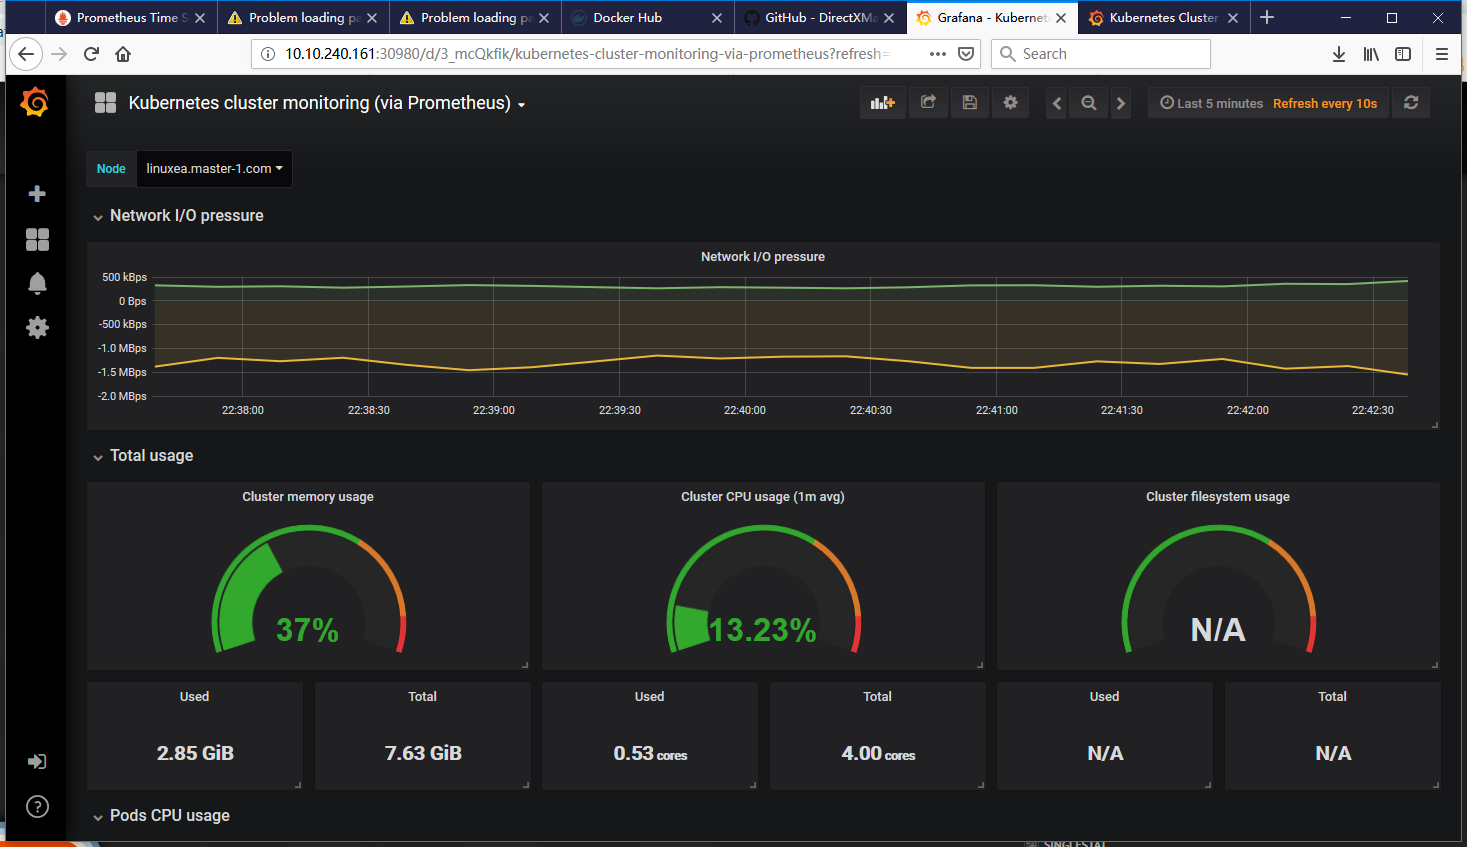 Prometheus Time S
Problem loading pa
Problem loading pa
Docker Hub
GitHub - DirectXMa
Grafana - Kubernet
Kubernetes Cluster
10.10.240.161:30980/d/3_mcQkfik/kubernetes-cluster-monitoring-via-prometheus?refresh=
Search
Kubernetes cluster monitoring (via Prometheus)
Last 5 minutes Refresh every 10s
Node linuxea.master-1.com
Network I/O pressure
Network I/O pressure
500 kBps
0 Bps
-500 kBps
-1.0 MBps
-1.5 MBps
-2.0 MBps
22:38:00 22:38:30 22:39:00 22:39:30 22:40:00 22:40:30 22:41:00 22:41:30 22:42:00 22:42:30
Total usage
Cluster memory usage
37%
Cluster CPU usage (1m avg)
13.23%
Cluster filesystem usage
N/A
Used
2.85 GiB
Total
7.63 GiB
Used
0.53 cores
Total
4.00 cores
Used
N/A
Total
N/A
Pods CPU usage